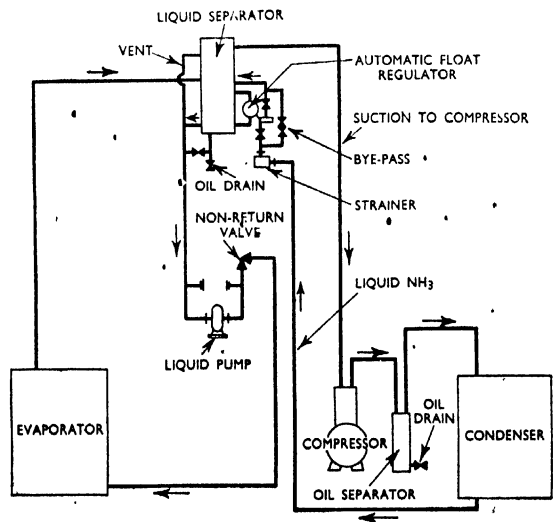 LIQUID SEPARATOR
VENT
AUTOMATIC FLOAT
REGULATOR
SUCTION TO COMPRESSOR
BYE-PASS
OIL DRAIN
STRAINER
NON-RETURN
VALVE
LIQUID NH3
LIQUID PUMP
EVAPORATOR
COMPRESSOR
OIL
DRAIN
CONDENSER
OIL SEPARATOR